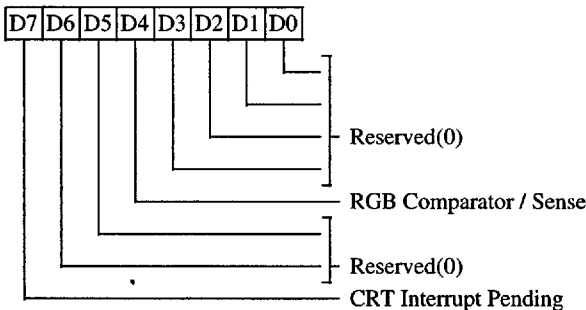 D7 D6 D5 D4 D3 D2 D1 D0
Reserved(0)
RGB Comparator / Sense
Reserved(0)
CRT Interrupt Pending